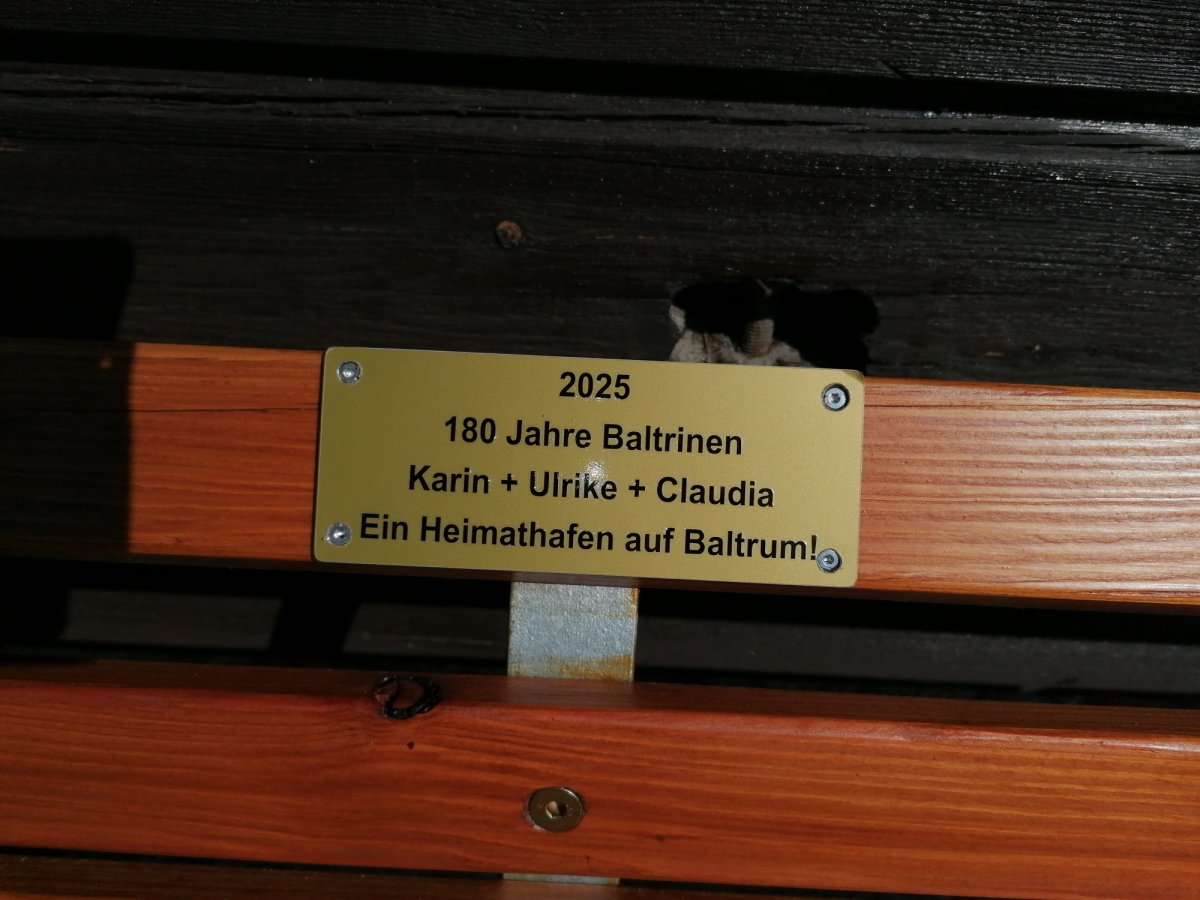 2025
180 Jahre Baltrinen
Karin + Ulrike + Claudia
Ein Heimathafen auf Baltrum!